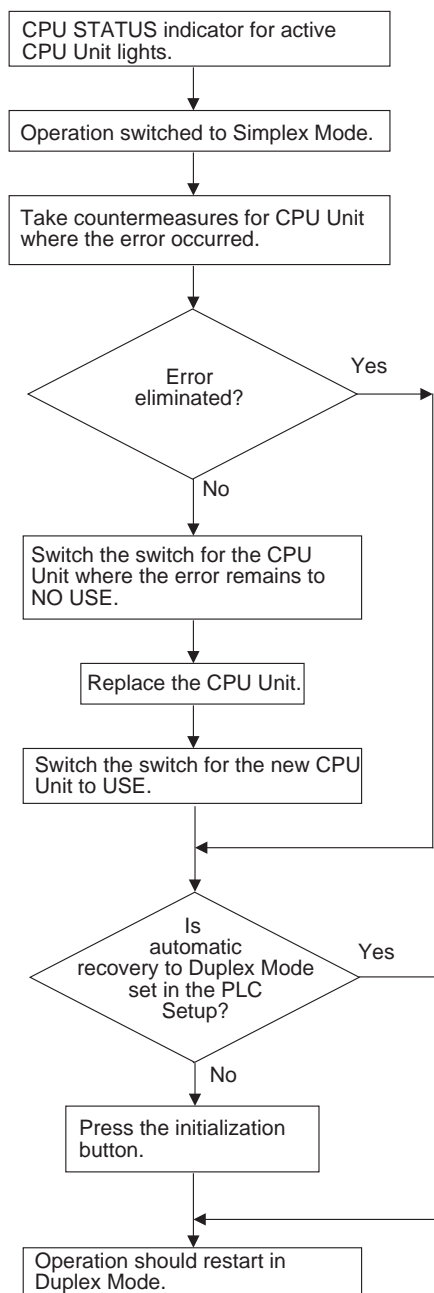 CPU STATUS indicator for active
CPU Unit lights.
Operation switched to Simplex Mode.
Take countermeasures for CPU Unit
where the error occurred.
Error
eliminated?
Yes
No
Switch the switch for the CPU
Unit where the error remains to
NO USE.
Replace the CPU Unit.
Switch the switch for the new CPU
Unit to USE.
Is
automatic
recovery to Duplex Mode
set in the PLC
Setup?
Yes
No
Press the initialization
button.
Operation should restart in
Duplex Mode.